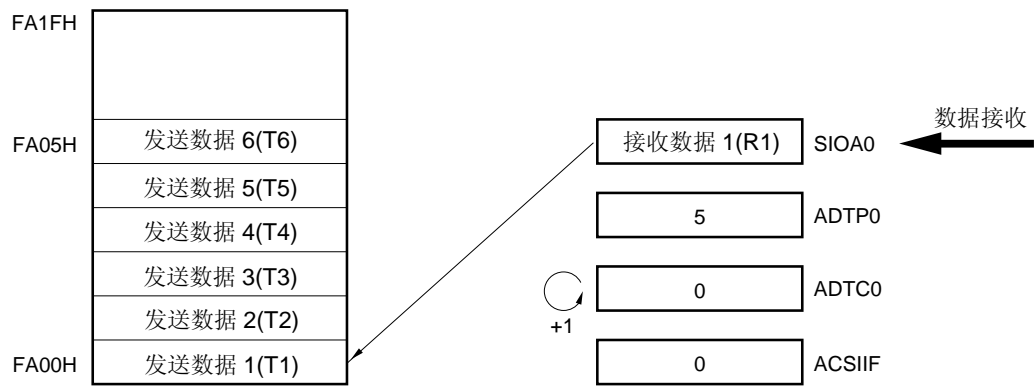 FA1FH
数据接收
FA05H
发送数据 6(T6)
接收数据 1(R1)
SIOA0
发送数据 5(T5)
5
ADTP0
发送数据 4(T4)
发送数据 3(T3)
0
ADTC0
+1
发送数据 2(T2)
FA00H
发送数据 1(T1)
0
ACSIIF